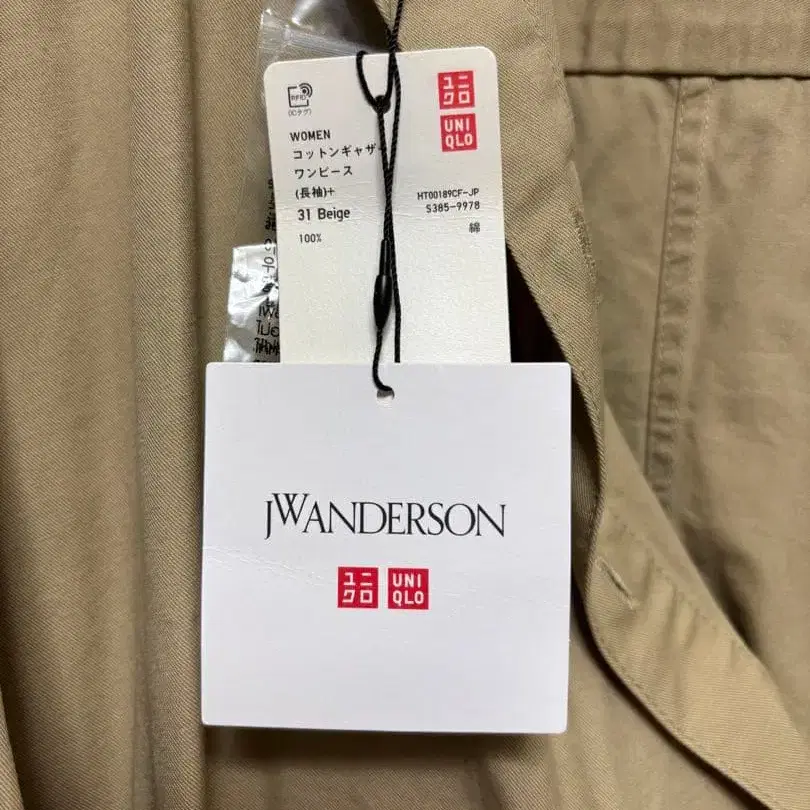 RFID
(ICタグ)
WOMEN
コットンギャザー
ワンピース
(長袖)+
31 Beige
100%
ユニ
クロ
UNI
QLO
HT00189CF-JP
S385-9978
綿
JWANDERSON
ユニ
クロ
UNI
QLO